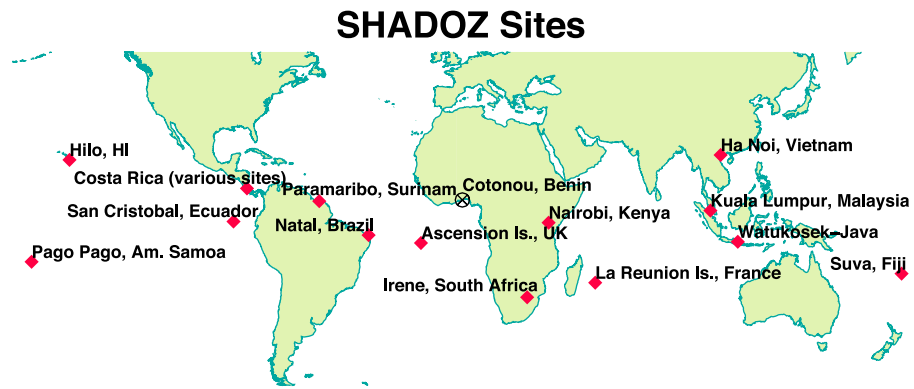 SHADOZ Sites
Hilo, HI
Ha Noi, Vietnam
Costa Rica (various sites)
Paramaribo, Surinam
Cotonou, Benin
Kuala Lumpur, Malaysia
San Cristobal, Ecuador
Nairobi, Kenya
Natal, Brazil
Ascension Is., UK
Watukosek-Java
Pago Pago, Am. Samoa
Suva, Fiji
La Reunion Is., France
Irene, South Africa